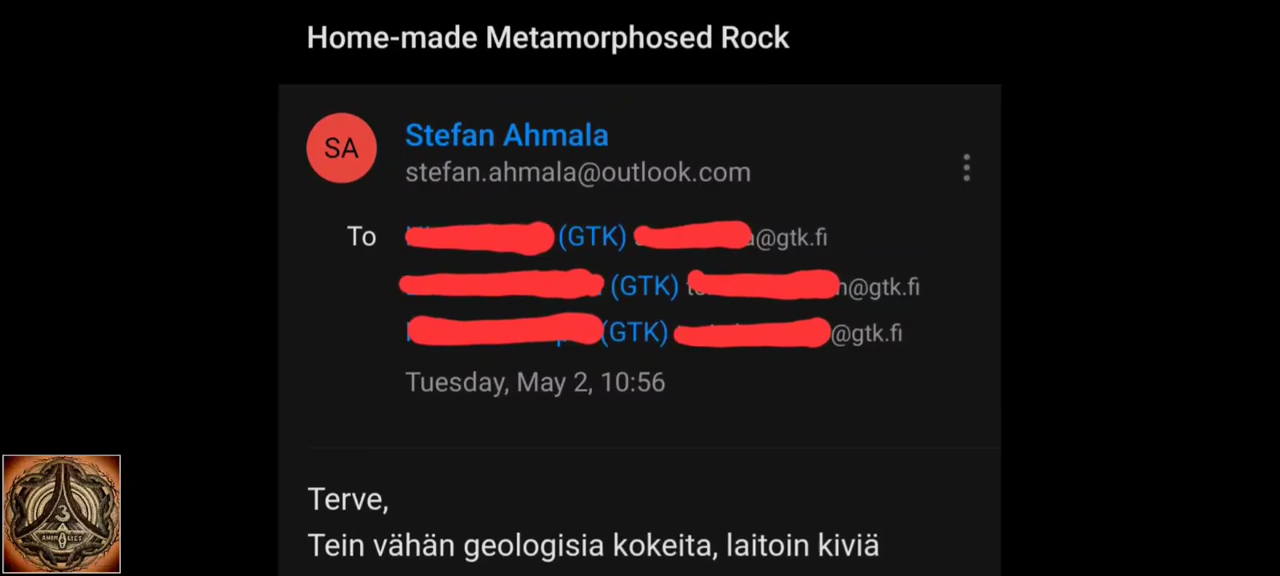 Home-made Metamorphosed Rock
SA
Stefan Ahmala
stefan.ahmala@outlook.com
To
(GTK) @gtk.fi
(GTK) @gtk.fi
(GTK) @gtk.fi
Tuesday, May 2, 10:56
Terve,
Tein vähän geologisia kokeita, laitoin kiviä
3